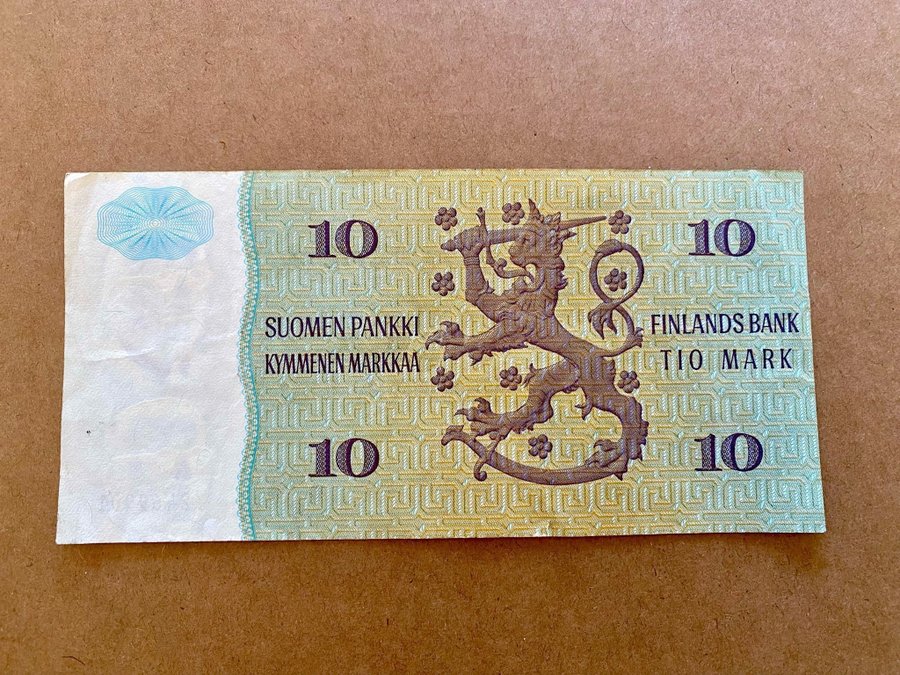 10
10
SUOMEN PANKKI
KYMMENEN MARKKAA
FINLANDS BANK
TIO MARK
10
10